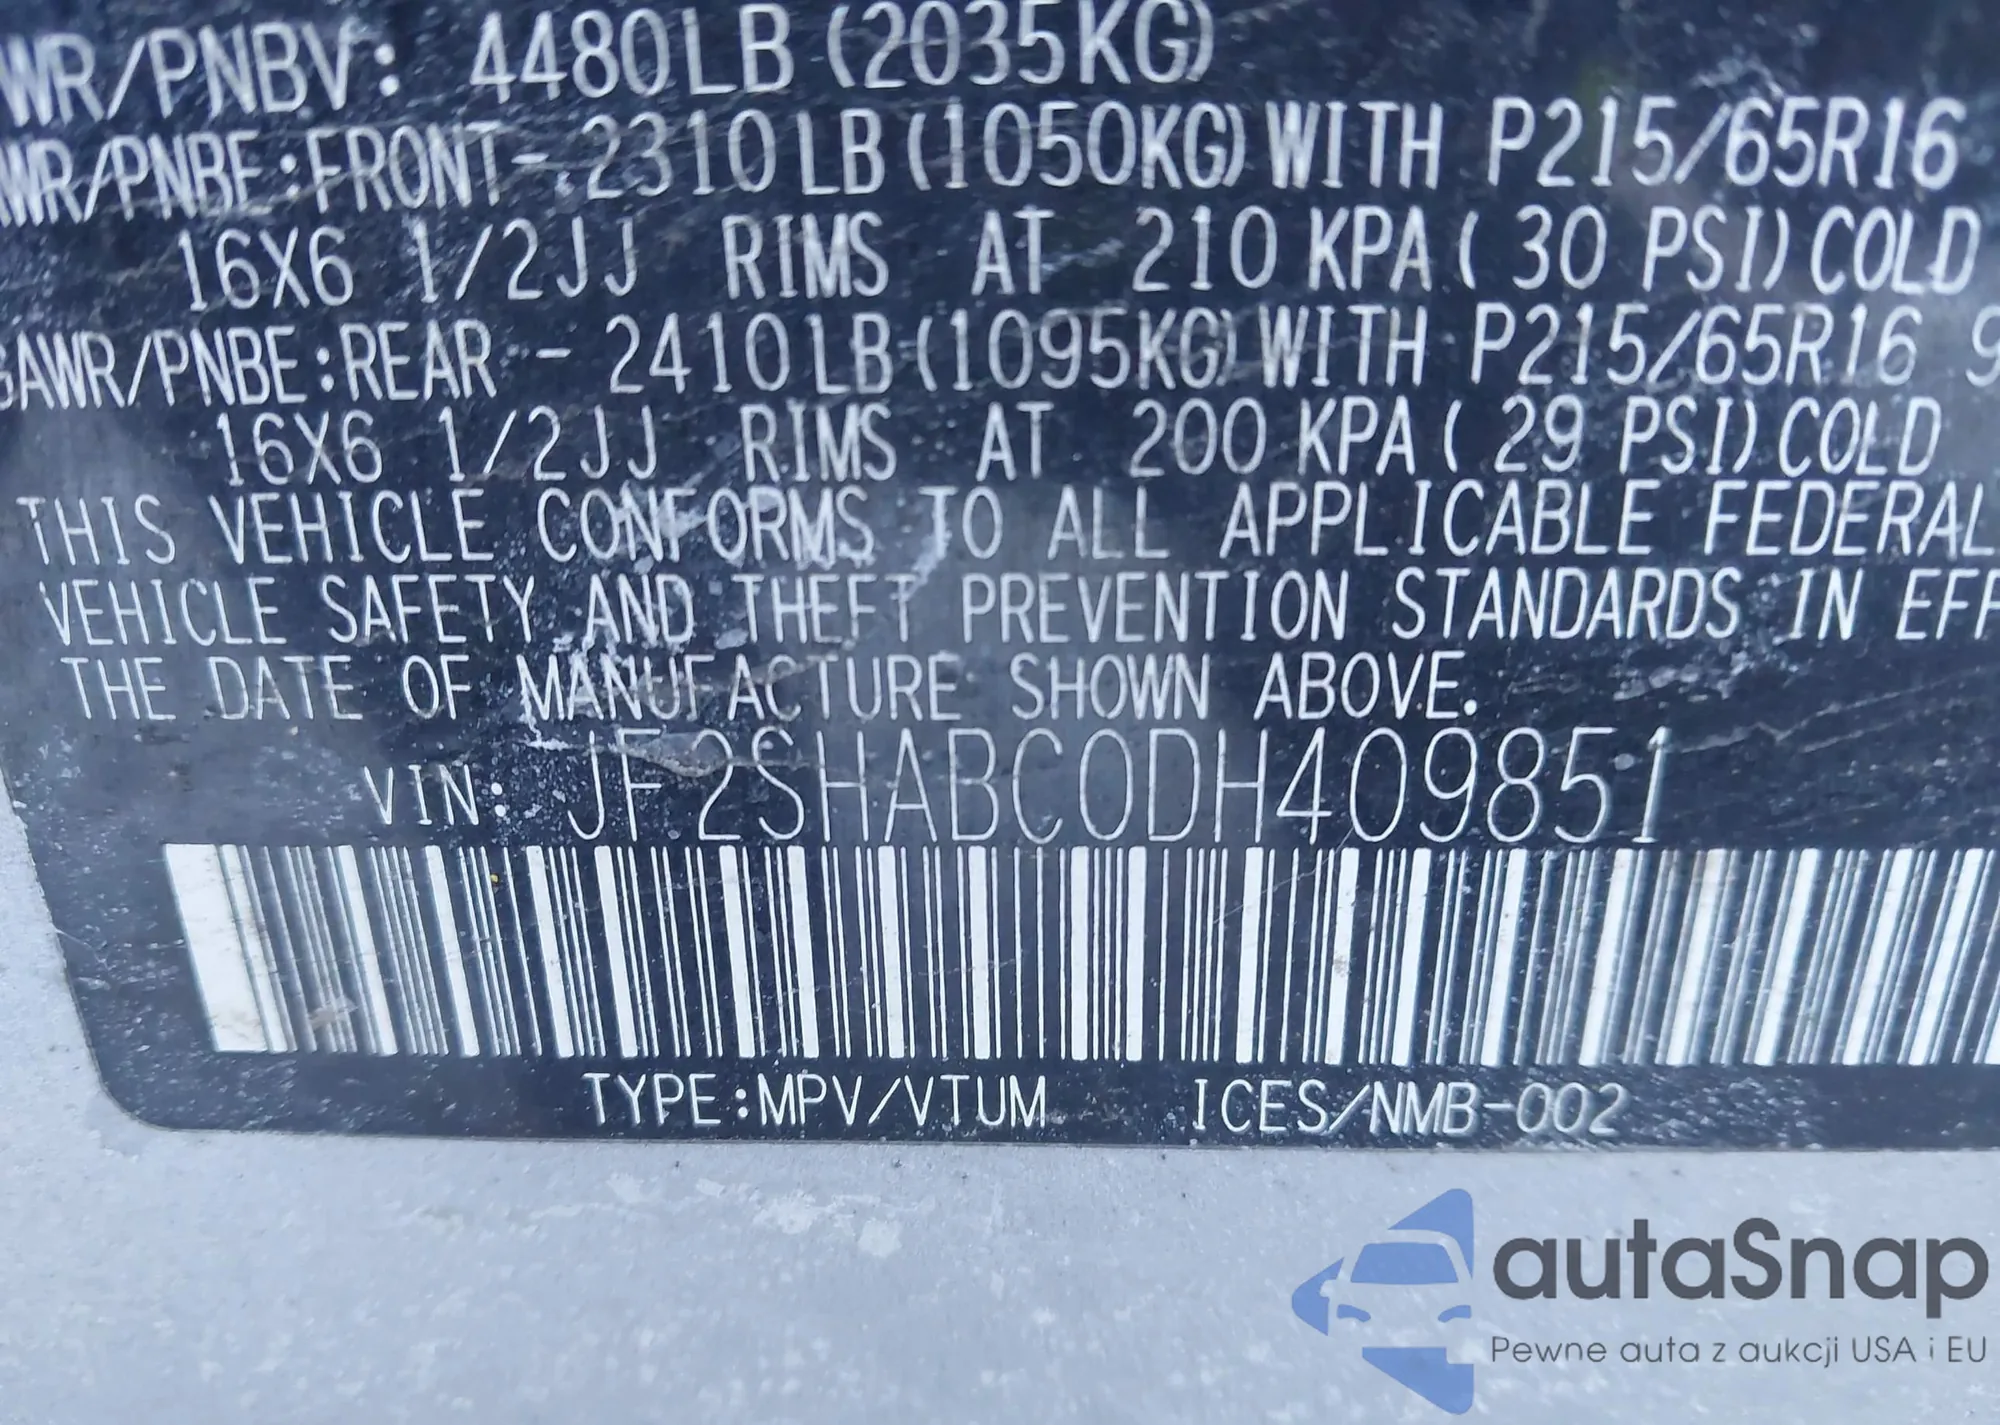 WR/PNBV: 4480LB (2035KG)
AWR/PNBE:FRONT- 2310LB(1050KG)WITH P215/65R16
16X6 1/2JJ RIMS AT 210 KPA( 30 PSI)COLD
GAWR/PNBE:REAR - 2410LB(1095KG)WITH P215/65R16 9
16X6 1/2JJ RIMS AT 200 KPA( 29 PSI)COLD
THIS VEHICLE CONFORMS TO ALL APPLICABLE FEDERAL
VEHICLE SAFETY AND THEFT PREVENTION STANDARDS IN EFF
THE DATE OF MANUFACTURE SHOWN ABOVE.
VIN: JF2SHABC0DH409851
TYPE:MPV/VTUM ICES/NMB-002
autaSnap
Pewne auta z aukcji USA i EU